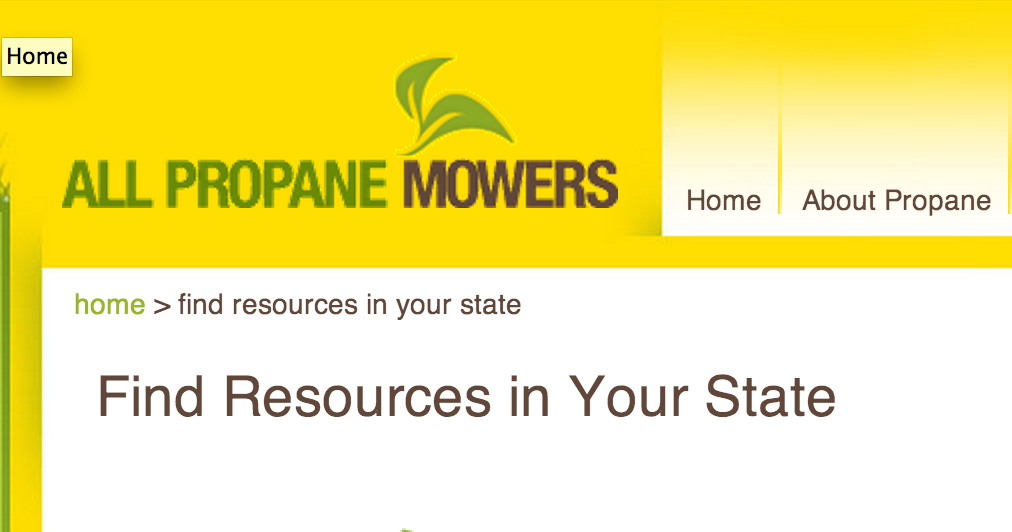 Home
ALL PROPANE MOWERS
Home
About Propane
home > find resources in your state
Find Resources in Your State